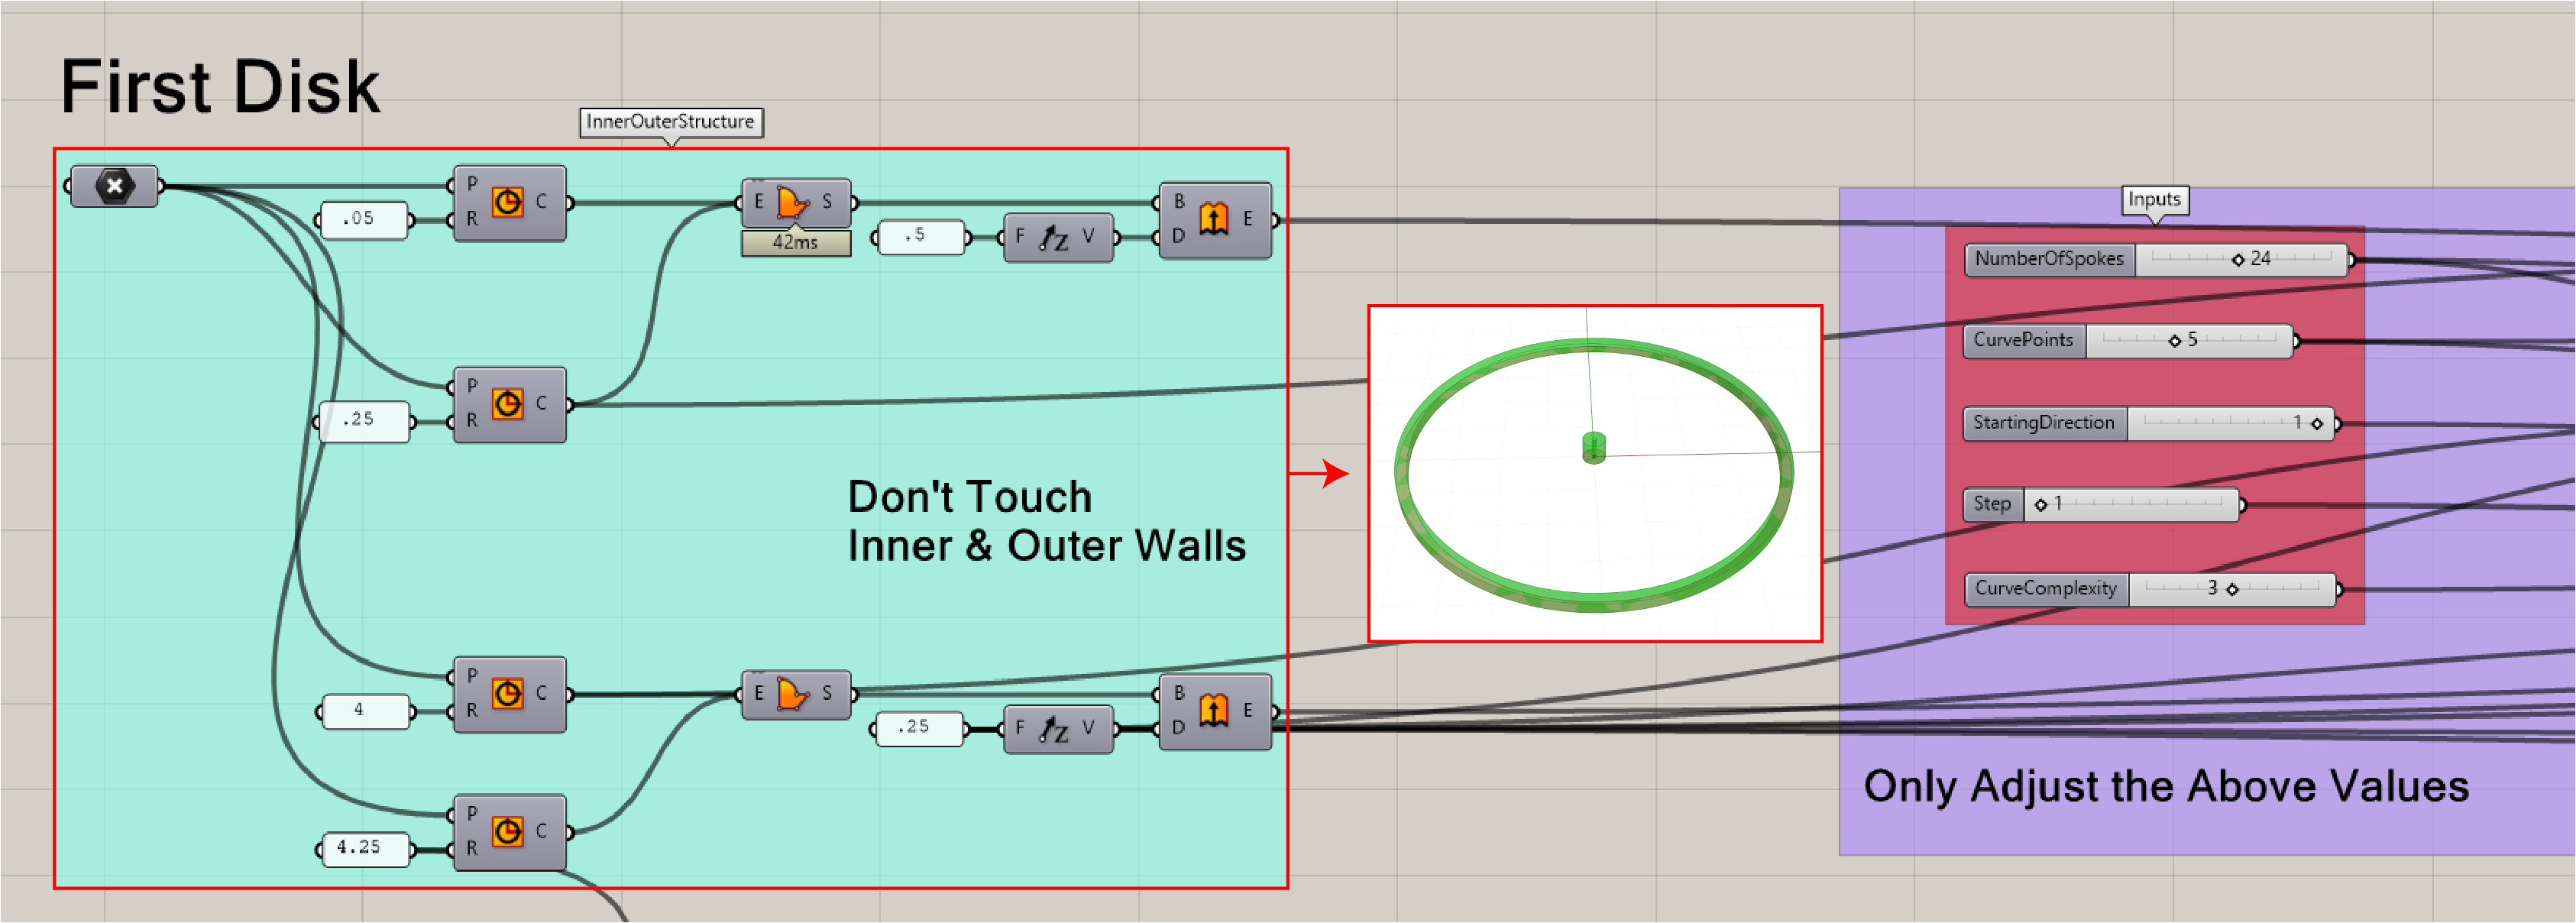 First Disk
InnerOuterStructure
P
.05
R
C
E
S
42ms
.5
F
Z
V
B
D
E
P
.25
R
C
Don't Touch
Inner & Outer Walls
P
4
R
C
E
S
.25
F
Z
V
B
D
E
P
4.25
R
C
Inputs
NumberOfSpokes 24
CurvePoints 5
StartingDirection 1
Step 1
CurveComplexity 3
Only Adjust the Above Values